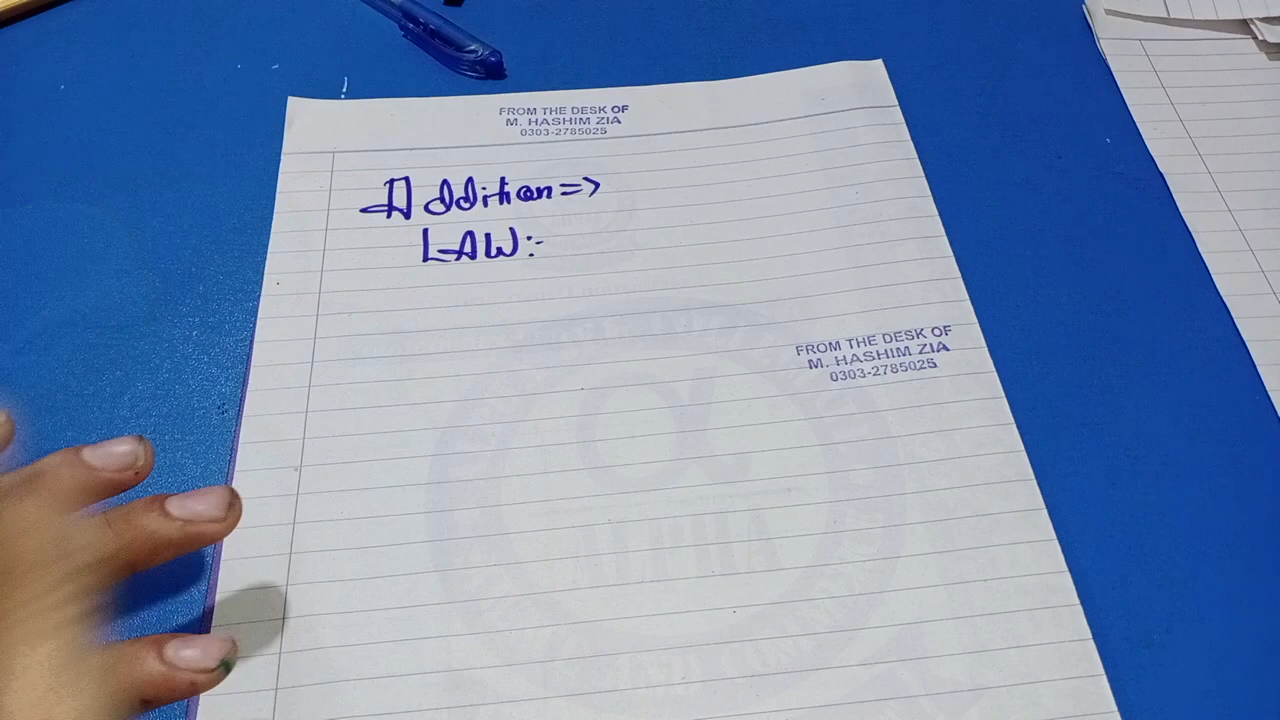 FROM THE DESK OF
M. HASHIM ZIA
0303-2785025
Addition=>
LAW:-
FROM THE DESK OF
M. HASHIM ZIA
0303-2785025